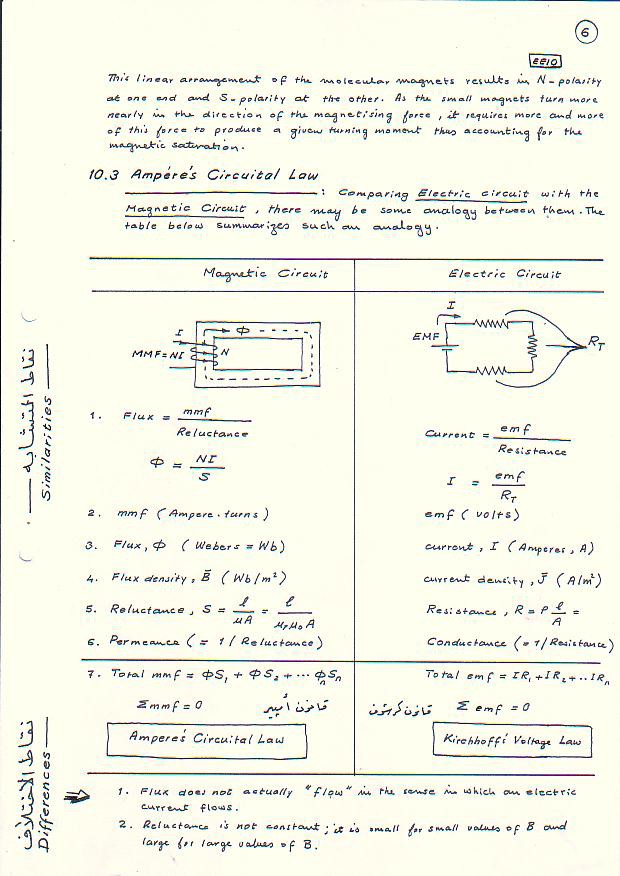 6
EE10
This linear arrangement of the molecular magnets results in N-polarity
at one end and S-polarity at the other. As the small magnets turn more
nearly in the direction of the magnetising force, it requires more and more
of this force to produce a given turning moment thus accounting for the
magnetic saturation.
10.3 Ampére's Circuital Law
: Comparing Electric circuit with the
Magnetic Circuit, there may be some analogy between them. The
table below summarizes such an analogy.
Magnetic Circuit
Electric Circuit
I Φ
MMF=NI N
I
EMF
R_T
نقاط التشابه
Similarities
1. Flux = mmf / Reluctance
Φ = NI / S
Current = emf / Resistance
I = emf / R_T
2. mmf (Ampere-turns)
emf (volts)
3. Flux, Φ (Webers = Wb)
current, I (Amperes, A)
4. Flux density, B̄ (Wb/m²)
current density, J̄ (A/m²)
5. Reluctance, S = l / μA = l / μrμ₀A
Resistance, R = ρ l / A =
6. Permeance (= 1/Reluctance)
Conductance (= 1/Resistance)
7. Total mmf = ΦS₁ + ΦS₂ + ... ΦSn
Total emf = IR₁ + IR₂ + ... IRn
Σmmf = 0 قانون أمبير
قانون كرشوف Σ emf = 0
Ampere's Circuital Law
Kirchhoff's Voltage Law
نقاط الاختلاف
Differences
1. Flux does not actually "flow" in the sense in which an electric
current flows.
2. Reluctance is not constant; it is small for small values of B and
large for large values of B.